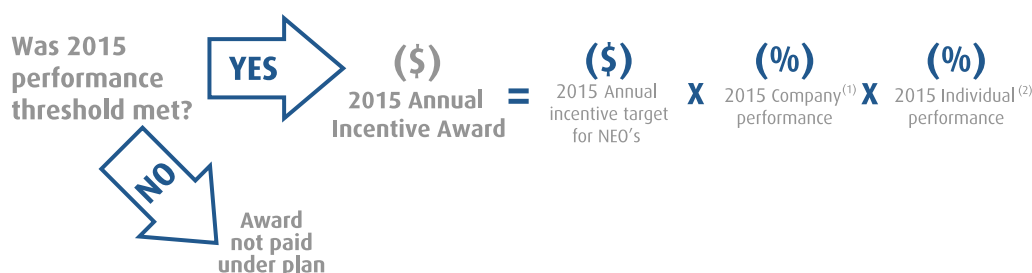 Was 2015
performance
threshold met?
YES
($)
2015 Annual
Incentive Award
=
($)
2015 Annual
incentive target
for NEO's
x
(%)
2015 Company(1)
performance
x
(%)
2015 Individual(2)
performance
NO
Award
not paid
under plan